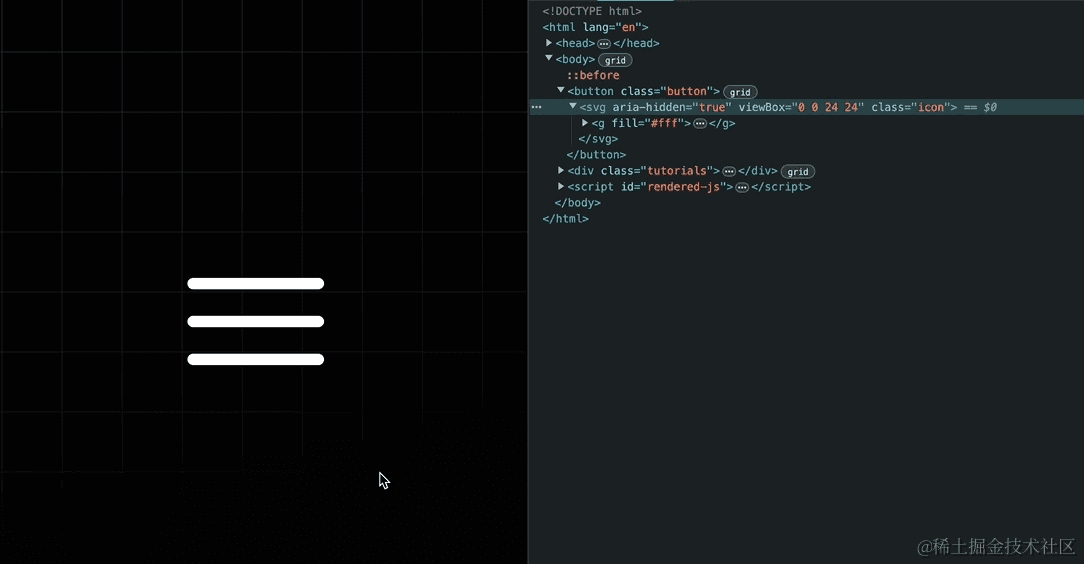 <!DOCTYPE html>
<html lang="en">
<head>…</head>
<body> grid
::before
<button class="button"> grid
… <svg aria-hidden="true" viewBox="0 0 24 24" class="icon"> == $0
<g fill="#fff">…</g>
</svg>
</button>
<div class="tutorials">…</div> grid
<script id="rendered-js">…</script>
</body>
</html>
@稀土掘金技术社区